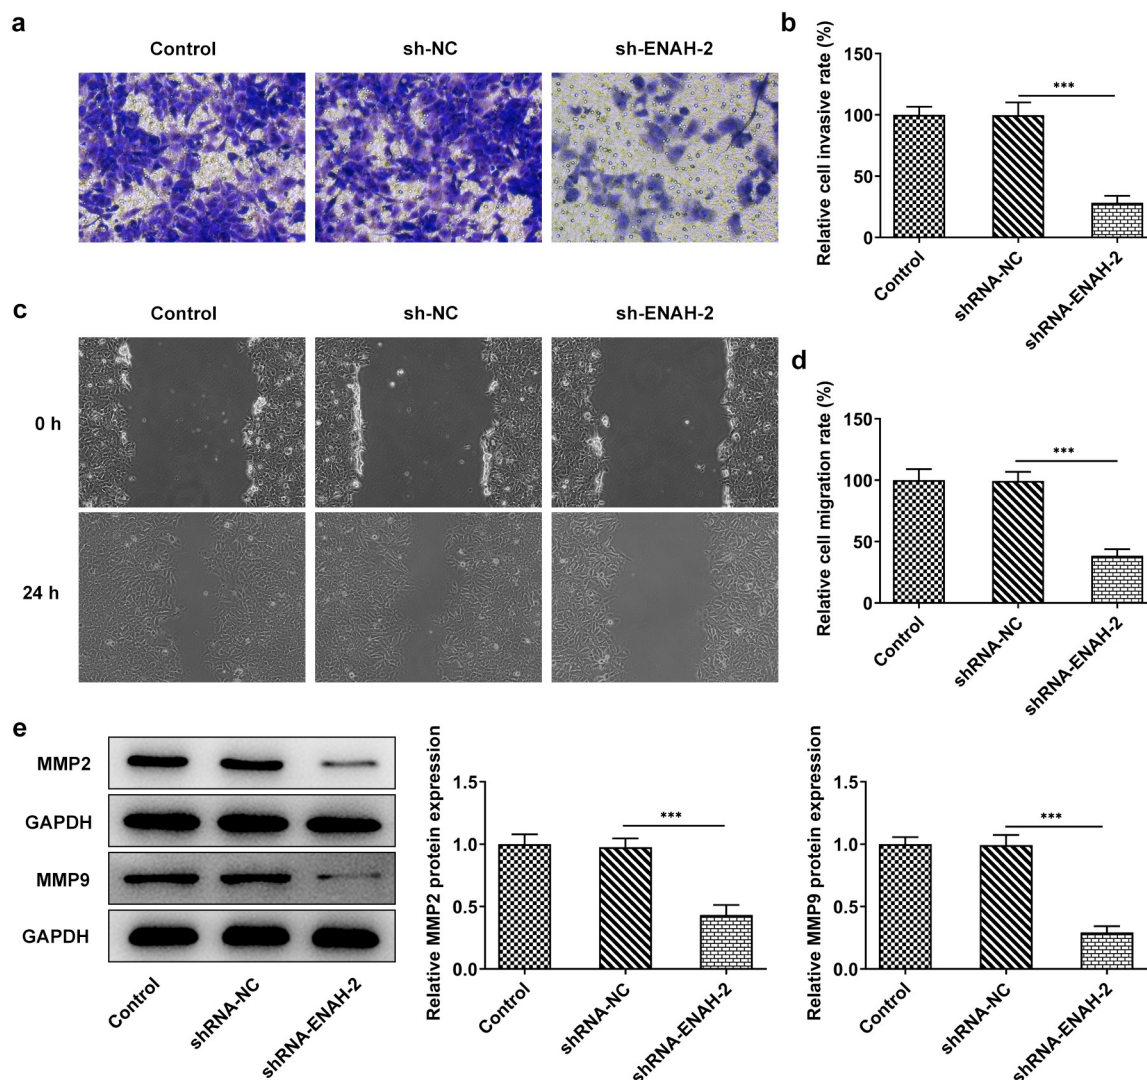 a
Control
sh-NC
sh-ENAH-2
b
Relative cell invasive rate (%)
150
100
50
0
***
Control
shRNA-NC
shRNA-ENAH-2
c
Control
sh-NC
sh-ENAH-2
0 h
24 h
d
Relative cell migration rate (%)
150
100
50
0
***
Control
shRNA-NC
shRNA-ENAH-2
e
MMP2
GAPDH
MMP9
GAPDH
Control
shRNA-NC
shRNA-ENAH-2
Relative MMP2 protein expression
1.5
1.0
0.5
0.0
***
Control
shRNA-NC
shRNA-ENAH-2
Relative MMP9 protein expression
1.5
1.0
0.5
0.0
***
Control
shRNA-NC
shRNA-ENAH-2